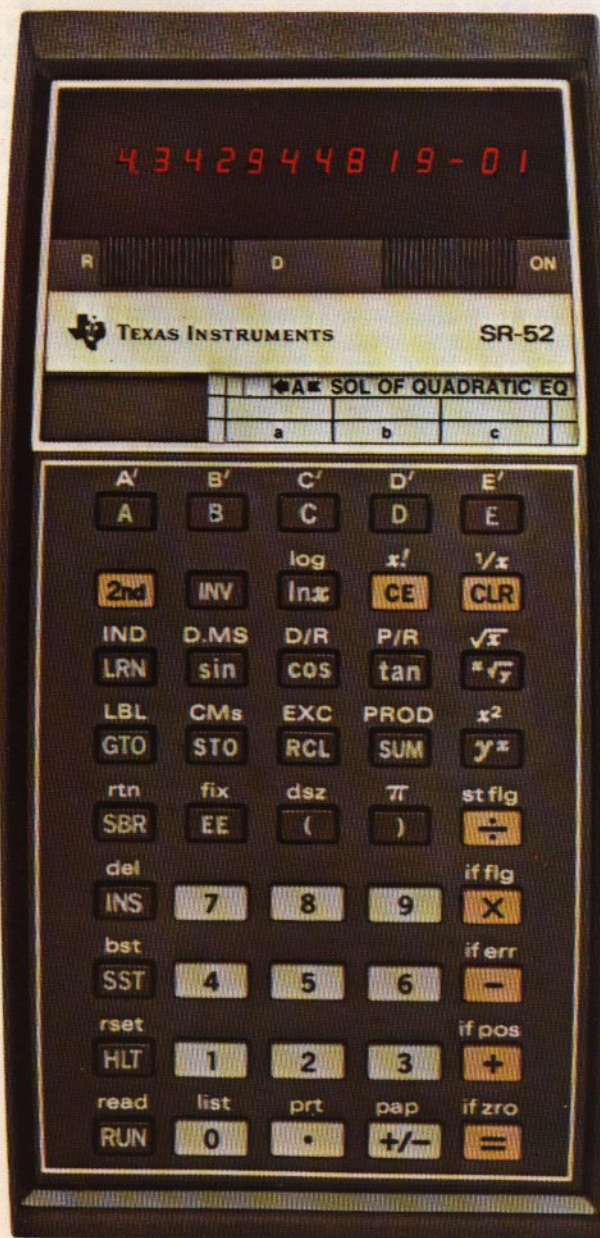 4.342944819-01
R D ON
TEXAS INSTRUMENTS SR-52
A SOL OF QUADRATIC EQ
a b c
A' B' C' D' E'
A B C D E
log x! 1/x
2nd INV lnx CE CLR
IND D.MS D/R P/R √x
LRN sin cos tan ˣ√y
LBL CMs EXC PROD x²
GTO STO RCL SUM yˣ
rtn fix dsz π st flg
SBR EE ( ) ÷
del if flg
INS 7 8 9 ×
bst if err
SST 4 5 6 −
rset if pos
HLT 1 2 3 +
read list prt pap if zro
RUN 0 . +/− =